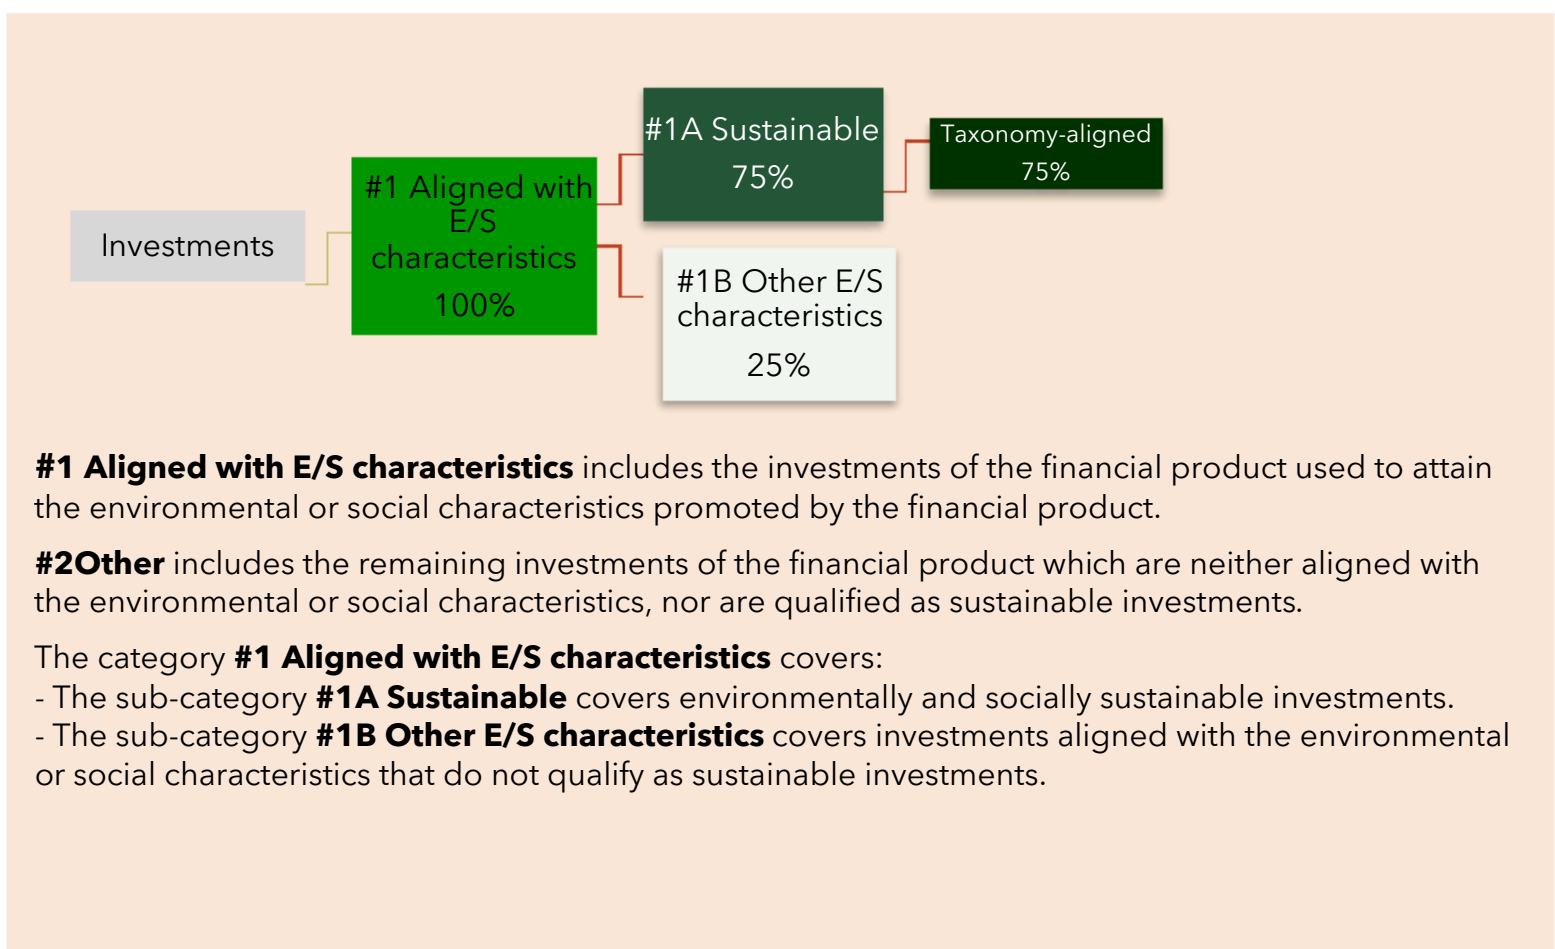 #1A Sustainable
75%
Taxonomy-aligned
75%
#1 Aligned with
E/S
characteristics
100%
Investments
#1B Other E/S
characteristics
25%
#1 Aligned with E/S characteristics includes the investments of the financial product used to attain
the environmental or social characteristics promoted by the financial product.
#2Other includes the remaining investments of the financial product which are neither aligned with
the environmental or social characteristics, nor are qualified as sustainable investments.
The category #1 Aligned with E/S characteristics covers:
- The sub-category #1A Sustainable covers environmentally and socially sustainable investments.
- The sub-category #1B Other E/S characteristics covers investments aligned with the environmental
or social characteristics that do not qualify as sustainable investments.